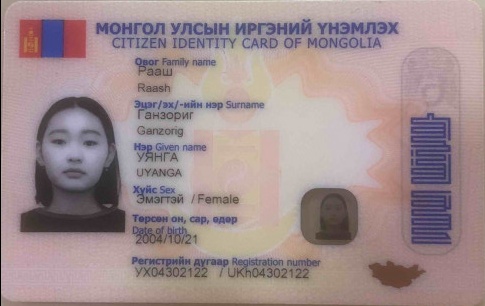 МОНГОЛ УЛСЫН ИРГЭНИЙ ҮНЭМЛЭХ
CITIZEN IDENTITY CARD OF MONGOLIA
Овог Family name
Рааш
Raash
Эцэг/эх/-ийн нэр Surname
Ганзориг
Ganzorig
Нэр Given name
УЯНГА
UYANGA
Хүйс Sex
Эмэгтэй / Female
Төрсөн он, сар, өдөр
Date of birth
2004/10/21
Регистрийн дугаар Registration number
УХ04302122 / UKh04302122